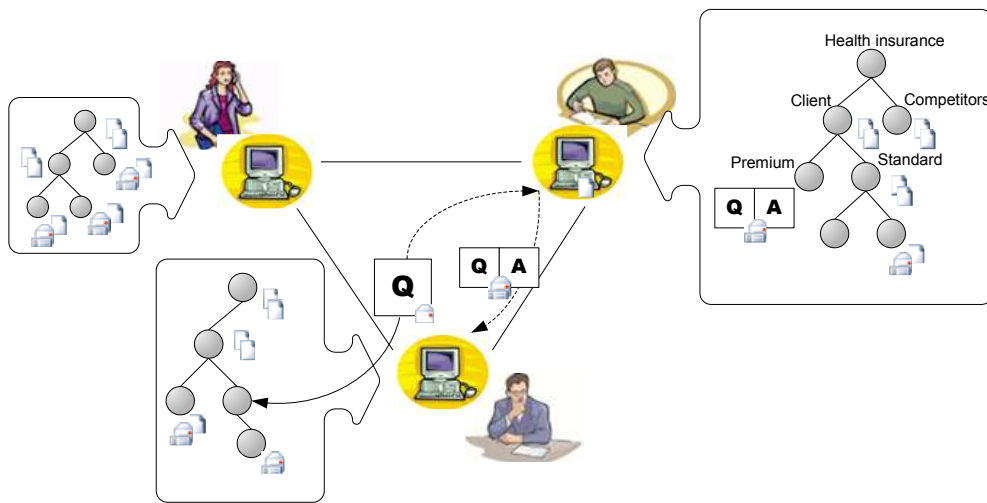 Health insurance
Client
Competitors
Premium
Standard
Q
A
Q
Q
A